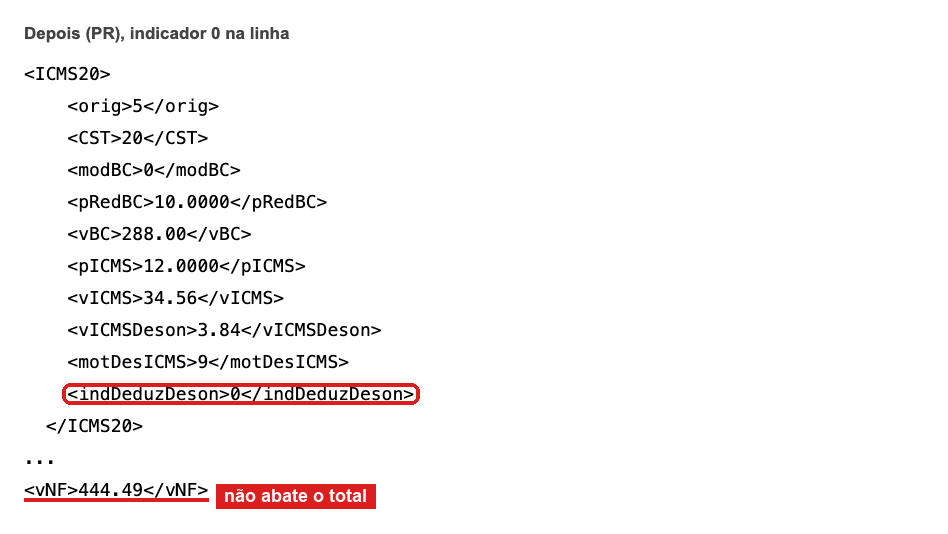 Depois (PR), indicador 0 na linha
<ICMS20>
<orig>5</orig>
<CST>20</CST>
<modBC>0</modBC>
<pRedBC>10.0000</pRedBC>
<vBC>288.00</vBC>
<pICMS>12.0000</pICMS>
<vICMS>34.56</vICMS>
<vICMSDeson>3.84</vICMSDeson>
<motDesICMS>9</motDesICMS>
<indDeduzDeson>0</indDeduzDeson>
</ICMS20>
...
<vNF>444.49</vNF> não abate o total